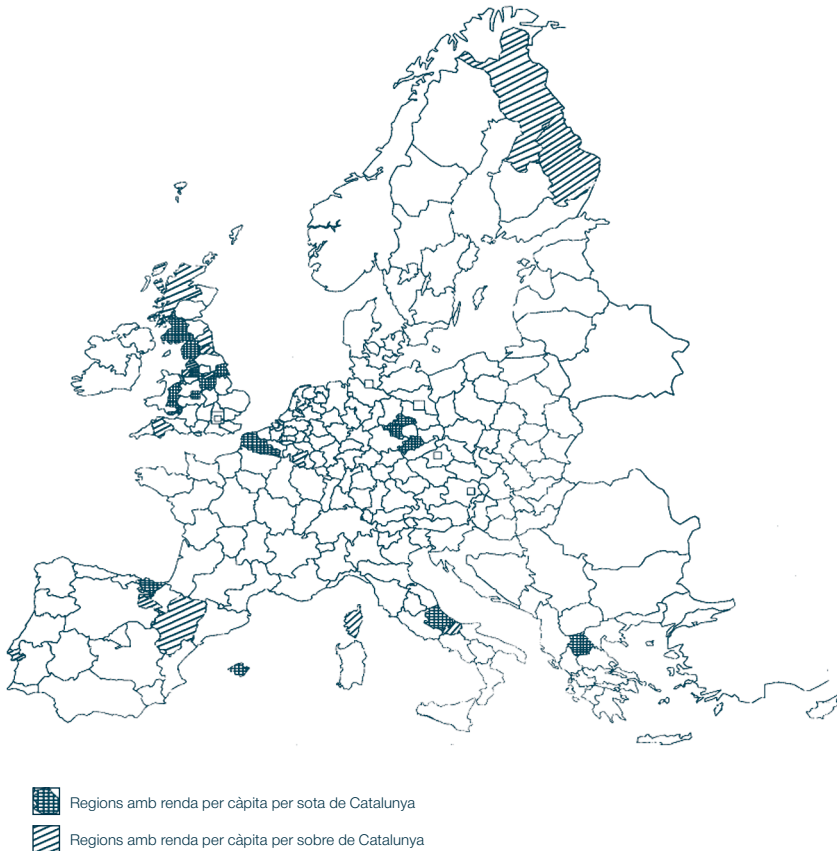 Regions amb renda per càpita per sota de Catalunya
Regions amb renda per càpita per sobre de Catalunya